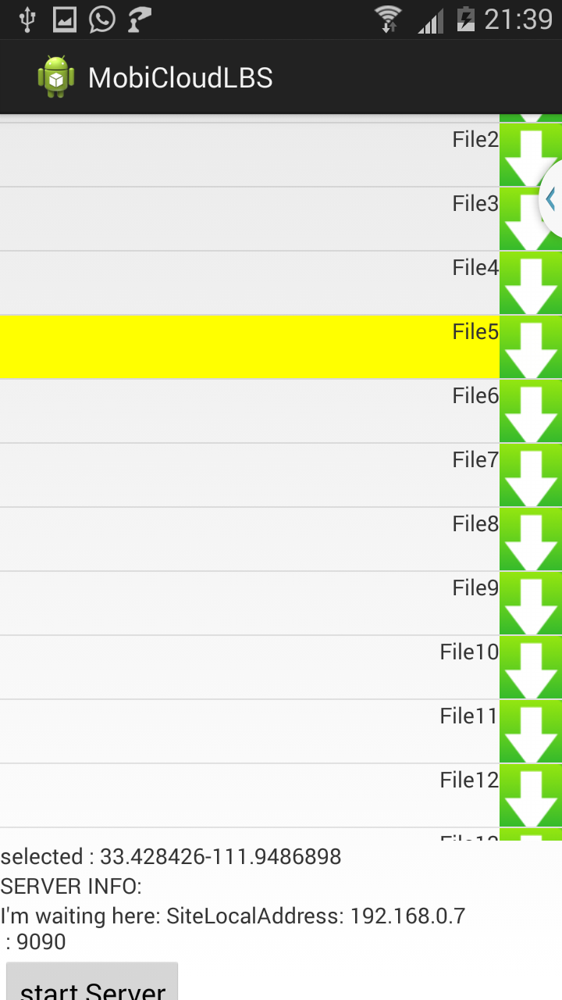 21:39
MobiCloudLBS
File2
File3
File4
File5
File6
File7
File8
File9
File10
File11
File12
selected : 33.428426-111.9486898
SERVER INFO:
I'm waiting here: SiteLocalAddress: 192.168.0.7
: 9090
start Server